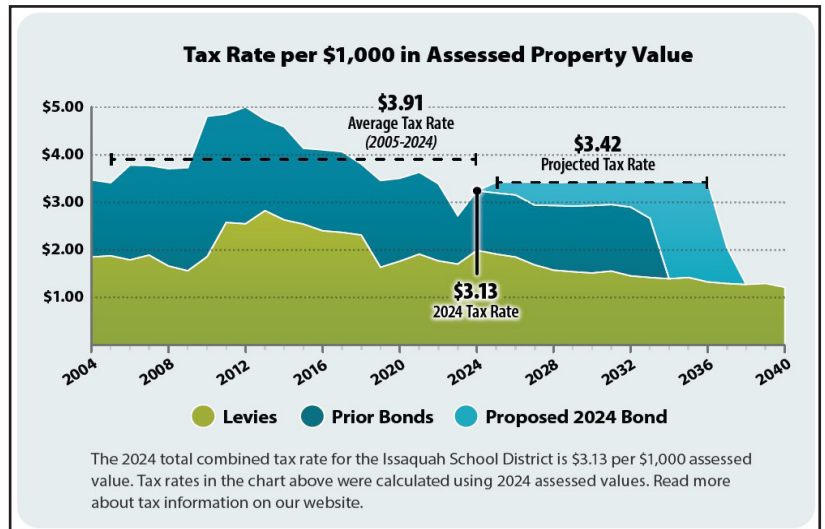 Tax Rate per $1,000 in Assessed Property Value
$5.00
$4.00
$3.00
$2.00
$1.00
$3.91
Average Tax Rate
(2005-2024)
$3.42
Projected Tax Rate
$3.13
2024 Tax Rate
2004
2008
2012
2016
2020
2024
2028
2032
2036
2040
Levies
Prior Bonds
Proposed 2024 Bond
The 2024 total combined tax rate for the Issaquah School District is $3.13 per $1,000 assessed
value. Tax rates in the chart above were calculated using 2024 assessed values. Read more
about tax information on our website.